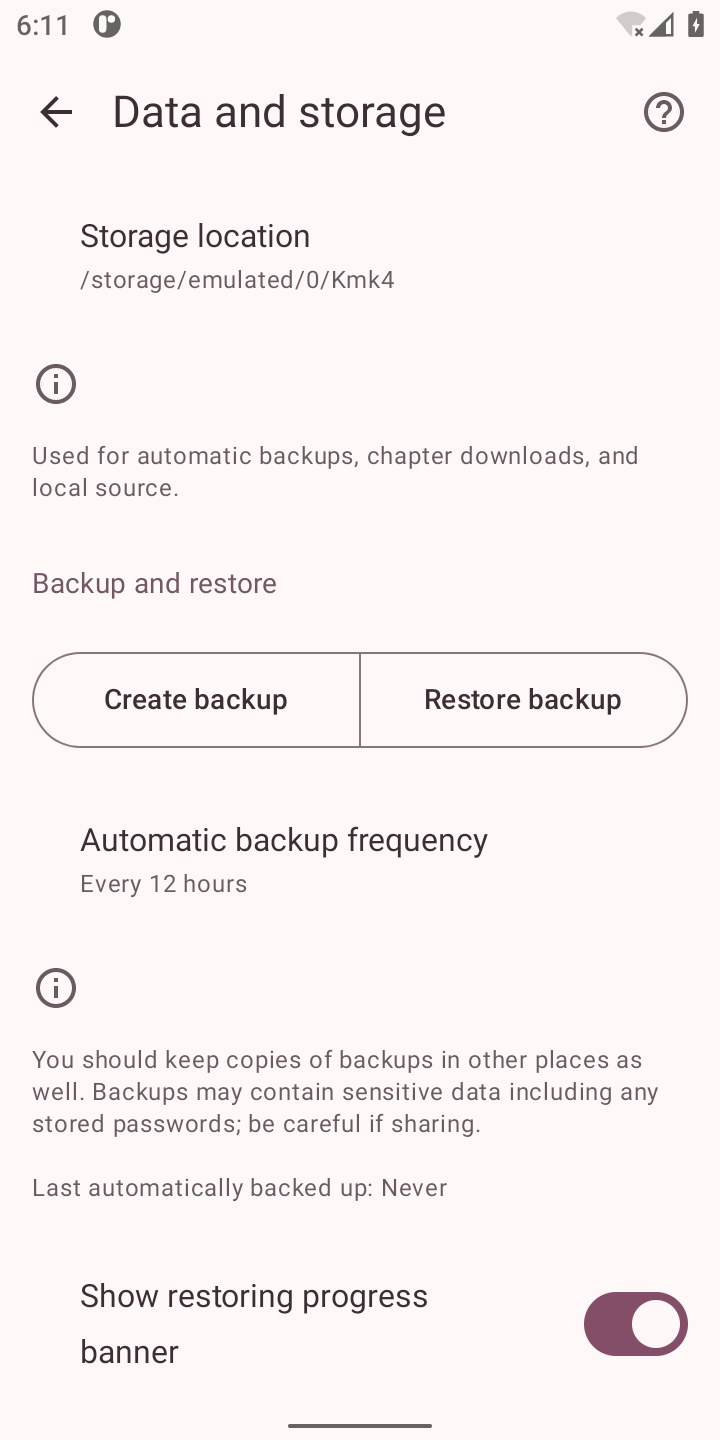 6:11
Data and storage
Storage location
/storage/emulated/0/Kmk4
Used for automatic backups, chapter downloads, and
local source.
Backup and restore
Create backup
Restore backup
Automatic backup frequency
Every 12 hours
You should keep copies of backups in other places as
well. Backups may contain sensitive data including any
stored passwords; be careful if sharing.
Last automatically backed up: Never
Show restoring progress
banner